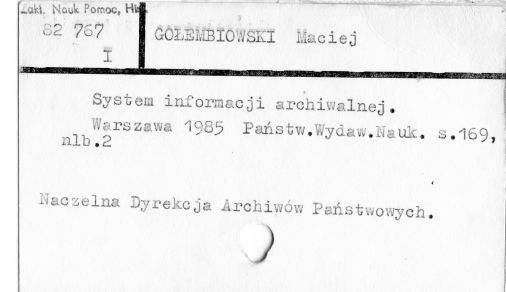 Zakł. Nauk Pomoc, His
82 767
I
GOŁEMBIOWSKI Maciej
System informacji archiwalnej.
Warszawa 1985 Państw.Wydaw.Nauk. s.169,
nlb.2
Naczelna Dyrekcja Archiwów Państwowych.